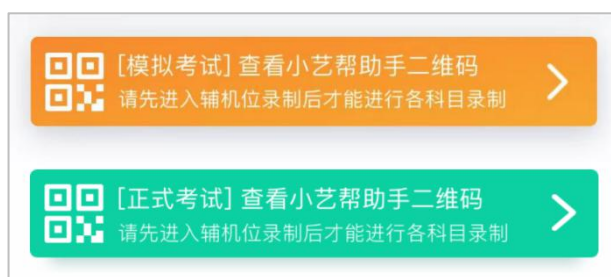 [模拟考试] 查看小艺帮助手二维码
请先进入辅机位录制后才能进行各科目录制
[正式考试] 查看小艺帮助手二维码
请先进入辅机位录制后才能进行各科目录制